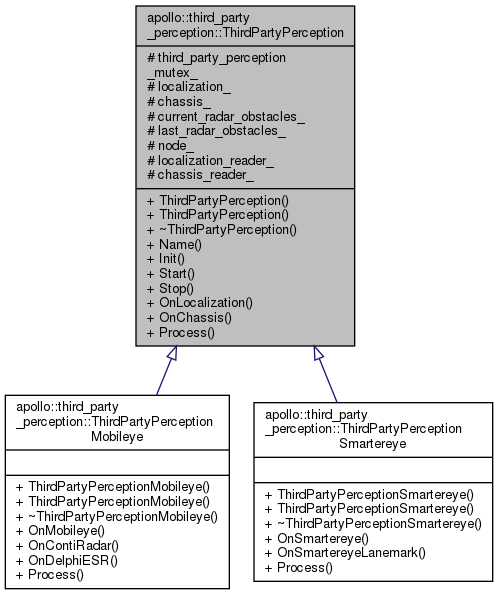 apollo::third_party
_perception::ThirdPartyPerception
# third_party_perception
_mutex_
# localization_
# chassis_
# current_radar_obstacles_
# last_radar_obstacles_
# node_
# localization_reader_
# chassis_reader_
+ ThirdPartyPerception()
+ ThirdPartyPerception()
+ ~ThirdPartyPerception()
+ Name()
+ Init()
+ Start()
+ Stop()
+ OnLocalization()
+ OnChassis()
+ Process()
apollo::third_party
_perception::ThirdPartyPerception
Mobileye
+ ThirdPartyPerceptionMobileye()
+ ThirdPartyPerceptionMobileye()
+ ~ThirdPartyPerceptionMobileye()
+ OnMobileye()
+ OnContiRadar()
+ OnDelphiESR()
+ Process()
apollo::third_party
_perception::ThirdPartyPerception
Smartereye
+ ThirdPartyPerceptionSmartereye()
+ ThirdPartyPerceptionSmartereye()
+ ~ThirdPartyPerceptionSmartereye()
+ OnSmartereye()
+ OnSmartereyeLanemark()
+ Process()